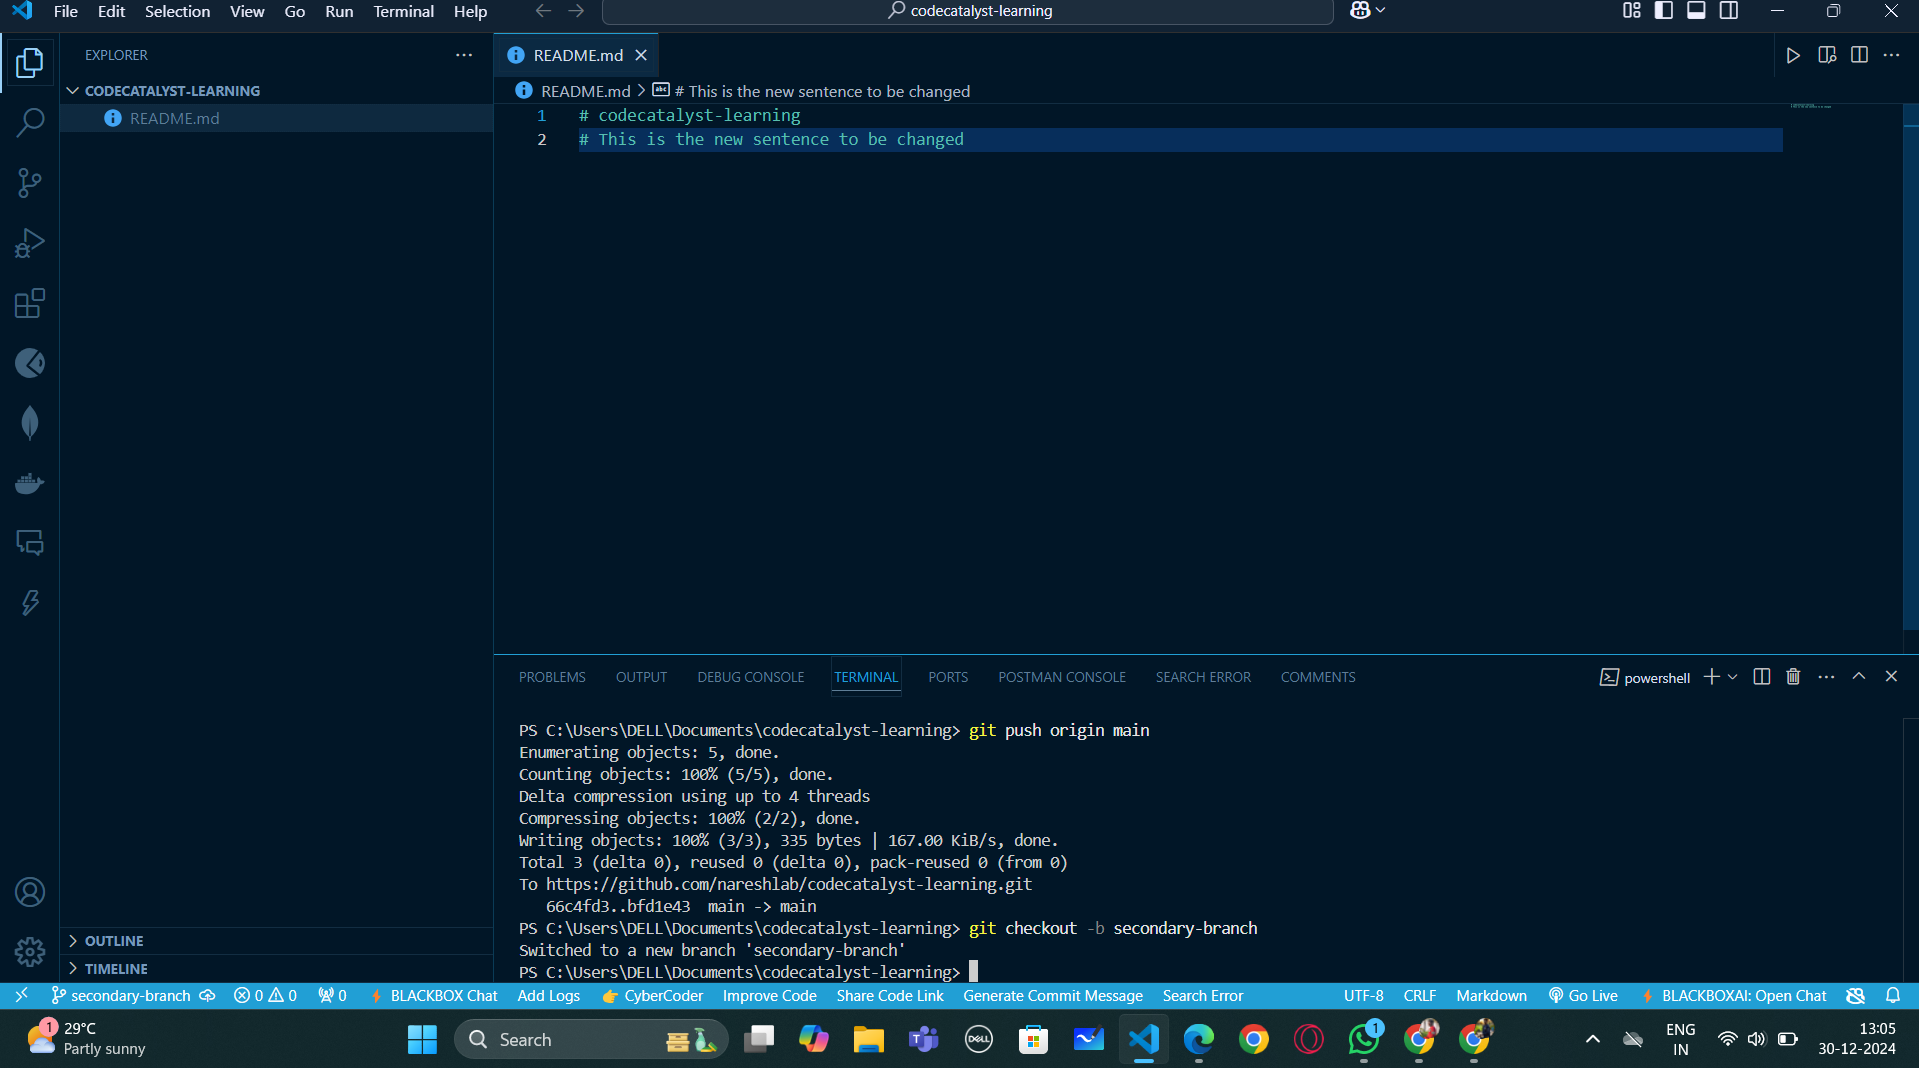 File Edit Selection View Go Run Terminal Help
codecatalyst-learning
EXPLORER
CODECATALYST-LEARNING
README.md
README.md
README.md > # This is the new sentence to be changed
1 # codecatalyst-learning
2 # This is the new sentence to be changed
PROBLEMS OUTPUT DEBUG CONSOLE TERMINAL PORTS POSTMAN CONSOLE SEARCH ERROR COMMENTS
powershell
PS C:\Users\DELL\Documents\codecatalyst-learning> git push origin main
Enumerating objects: 5, done.
Counting objects: 100% (5/5), done.
Delta compression using up to 4 threads
Compressing objects: 100% (2/2), done.
Writing objects: 100% (3/3), 335 bytes | 167.00 KiB/s, done.
Total 3 (delta 0), reused 0 (delta 0), pack-reused 0 (from 0)
To https://github.com/nareshlab/codecatalyst-learning.git
66c4fd3..bfd1e43 main -> main
PS C:\Users\DELL\Documents\codecatalyst-learning> git checkout -b secondary-branch
Switched to a new branch 'secondary-branch'
PS C:\Users\DELL\Documents\codecatalyst-learning>
OUTLINE
TIMELINE
secondary-branch 0 0 0 BLACKBOX Chat Add Logs CyberCoder Improve Code Share Code Link Generate Commit Message Search Error UTF-8 CRLF Markdown Go Live BLACKBOXAI: Open Chat
1
29°C
Partly sunny
Search
DELL
1
ENG
IN
13:05
30-12-2024